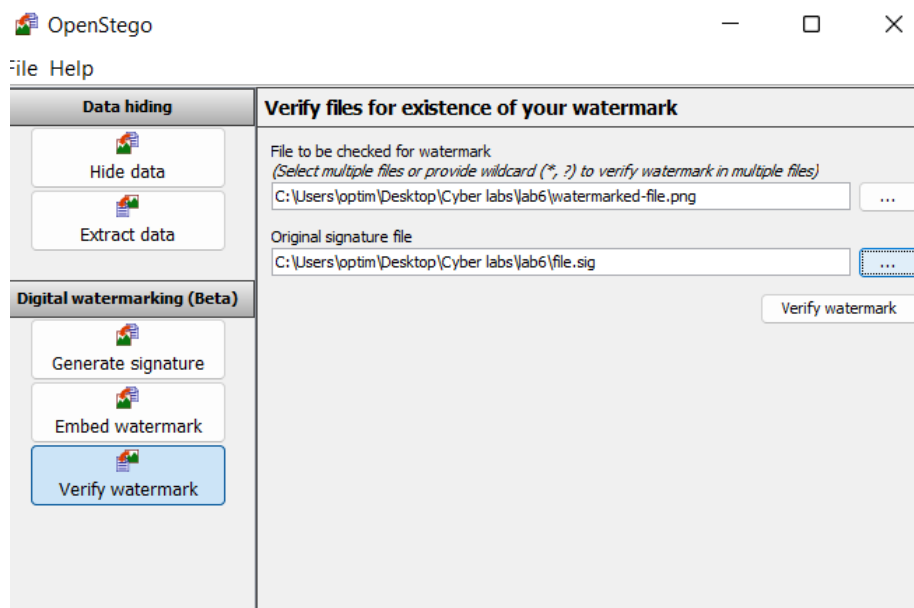 OpenStego
File Help
Data hiding
Hide data
Extract data
Digital watermarking (Beta)
Generate signature
Embed watermark
Verify watermark
Verify files for existence of your watermark
File to be checked for watermark
(Select multiple files or provide wildcard (*, ?) to verify watermark in multiple files)
C:\Users\optim\Desktop\Cyber labs\lab6\watermarked-file.png
...
Original signature file
C:\Users\optim\Desktop\Cyber labs\lab6\file.sig
...
Verify watermark